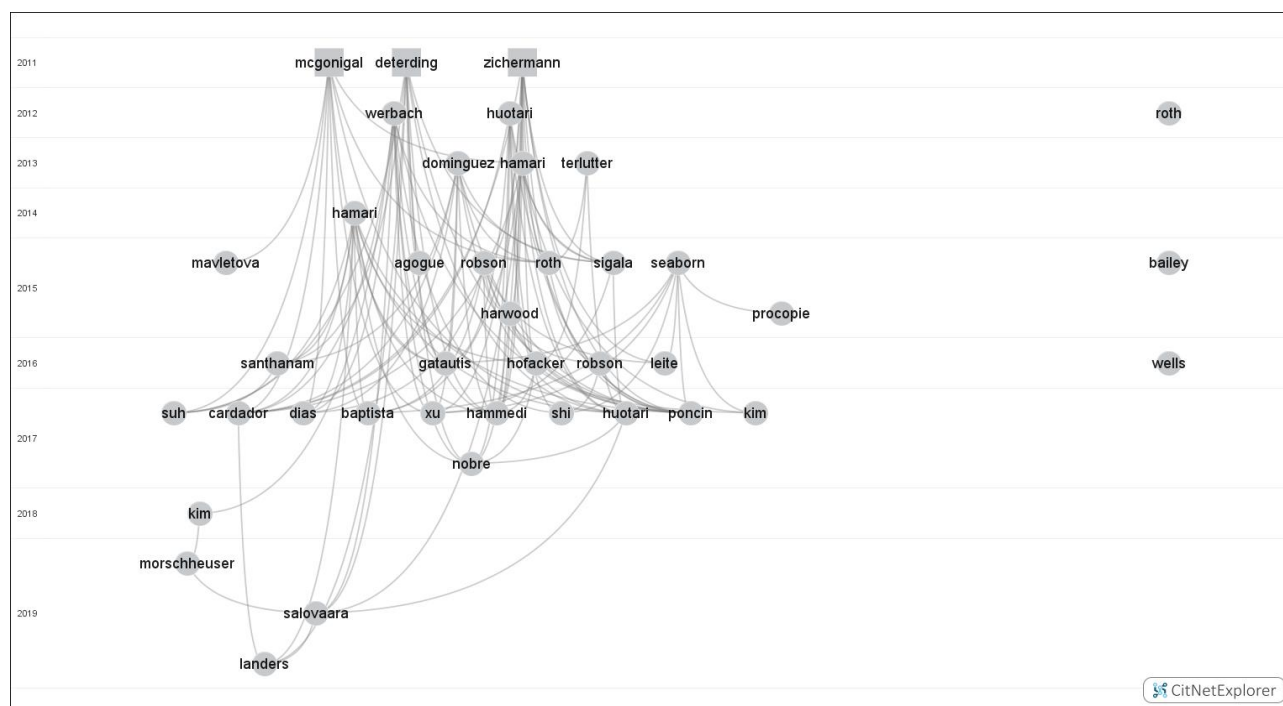 2011 mcgonigal deterding zichermann
2012 werbach huotari roth
2013 dominguez hamari terlutter
2014 hamari
mavletova agogue robson roth sigala seaborn bailey
2015
harwood procopie
2016 santhanam gatautis hofacker robson leite wells
suh cardador dias baptista xu hammedi shi huotari poncin kim
2017
nobre
2018 kim
morschheuser
2019 salovaara
landers
CitNetExplorer